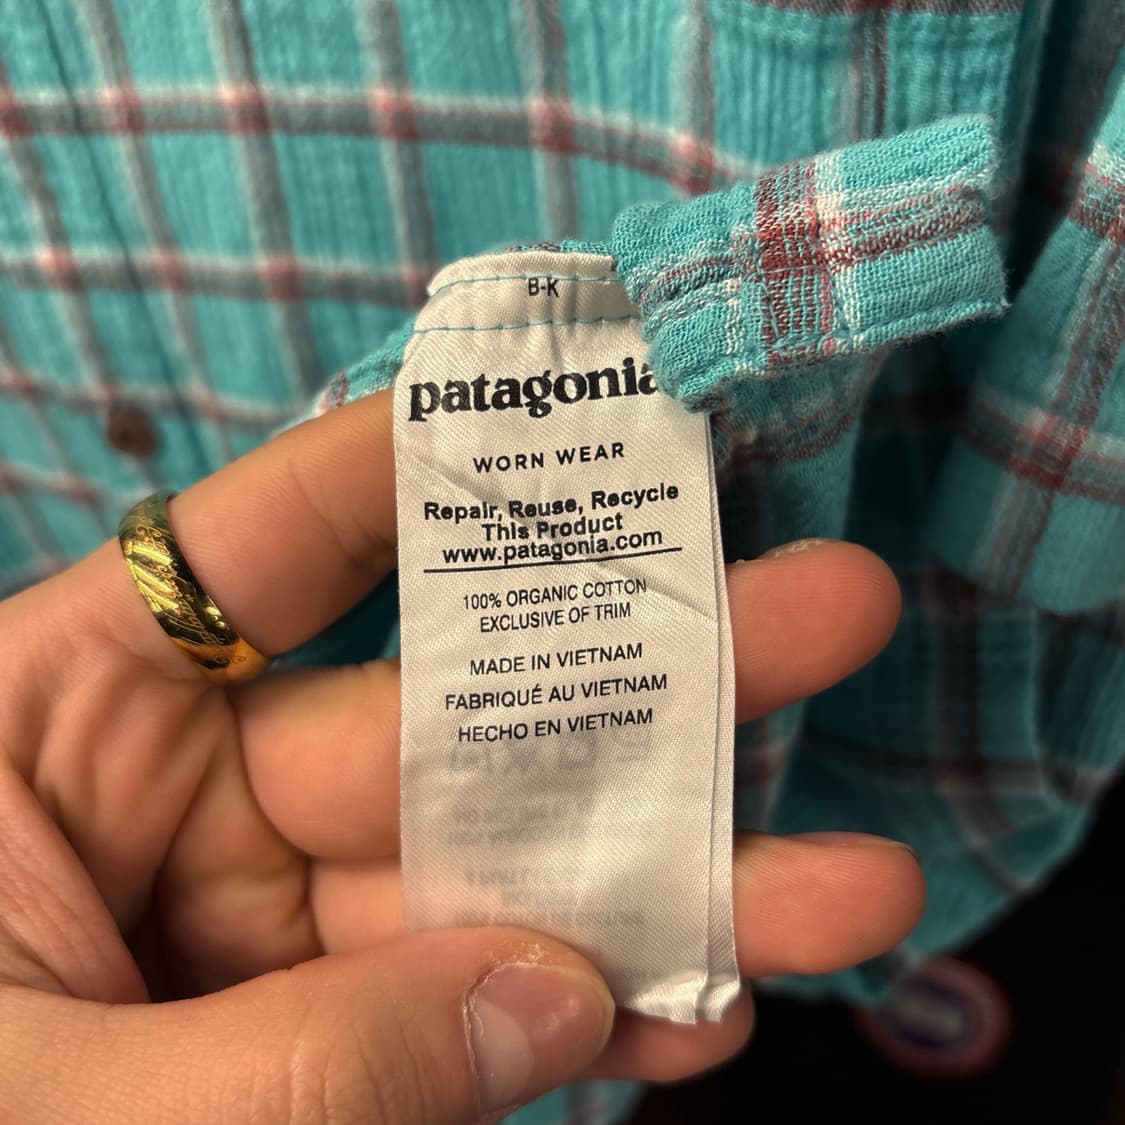 B-K
patagonia
WORN WEAR
Repair, Reuse, Recycle
This Product
www.patagonia.com
100% ORGANIC COTTON
EXCLUSIVE OF TRIM
MADE IN VIETNAM
FABRIQUÉ AU VIETNAM
HECHO EN VIETNAM